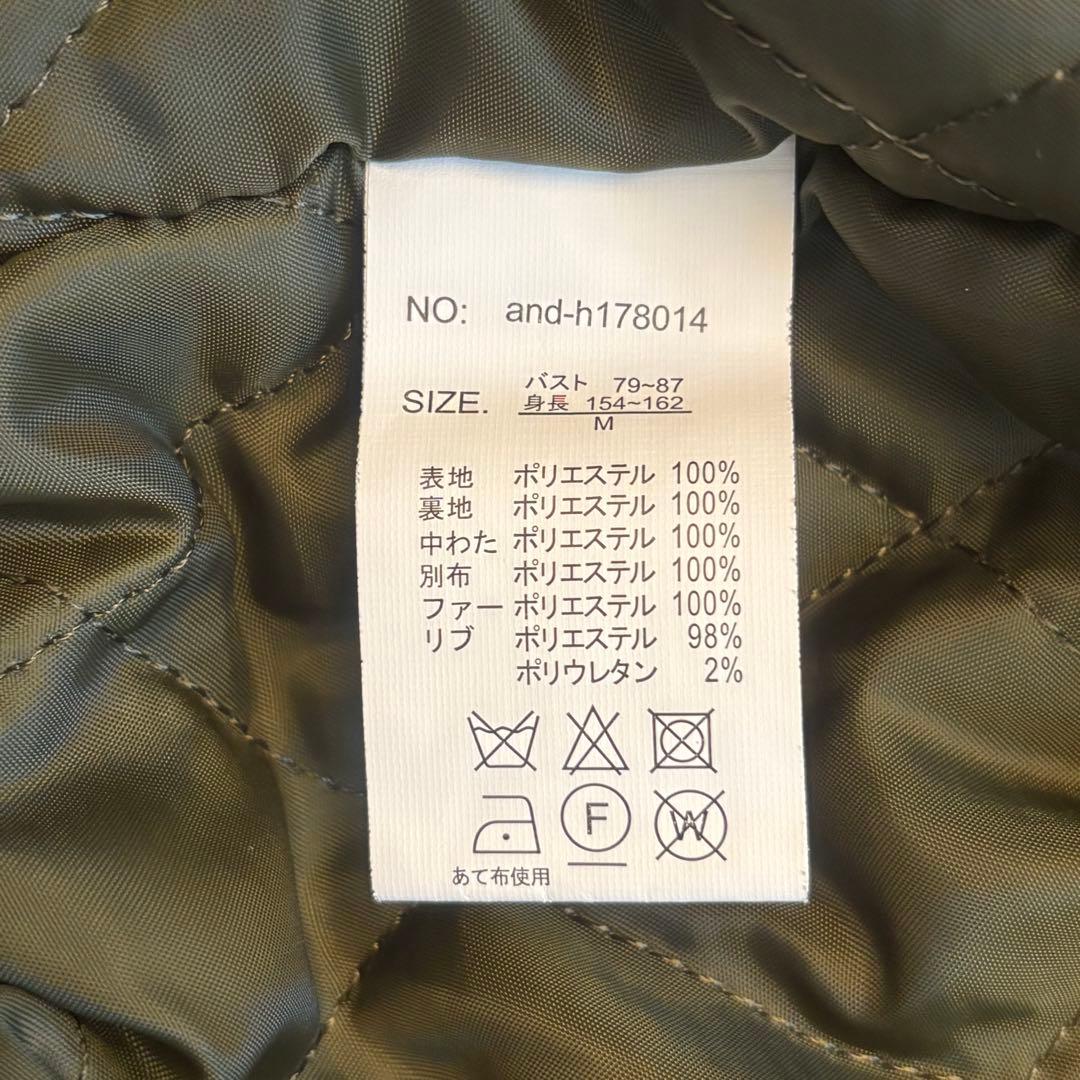 NO: and-h178014
バスト 79~87
SIZE. 身長 154~162
M
表地 ポリエステル 100%
裏地 ポリエステル 100%
中わた ポリエステル 100%
別布 ポリエステル 100%
ファー ポリエステル 100%
リブ ポリエステル 98%
ポリウレタン 2%
F W
あて布使用